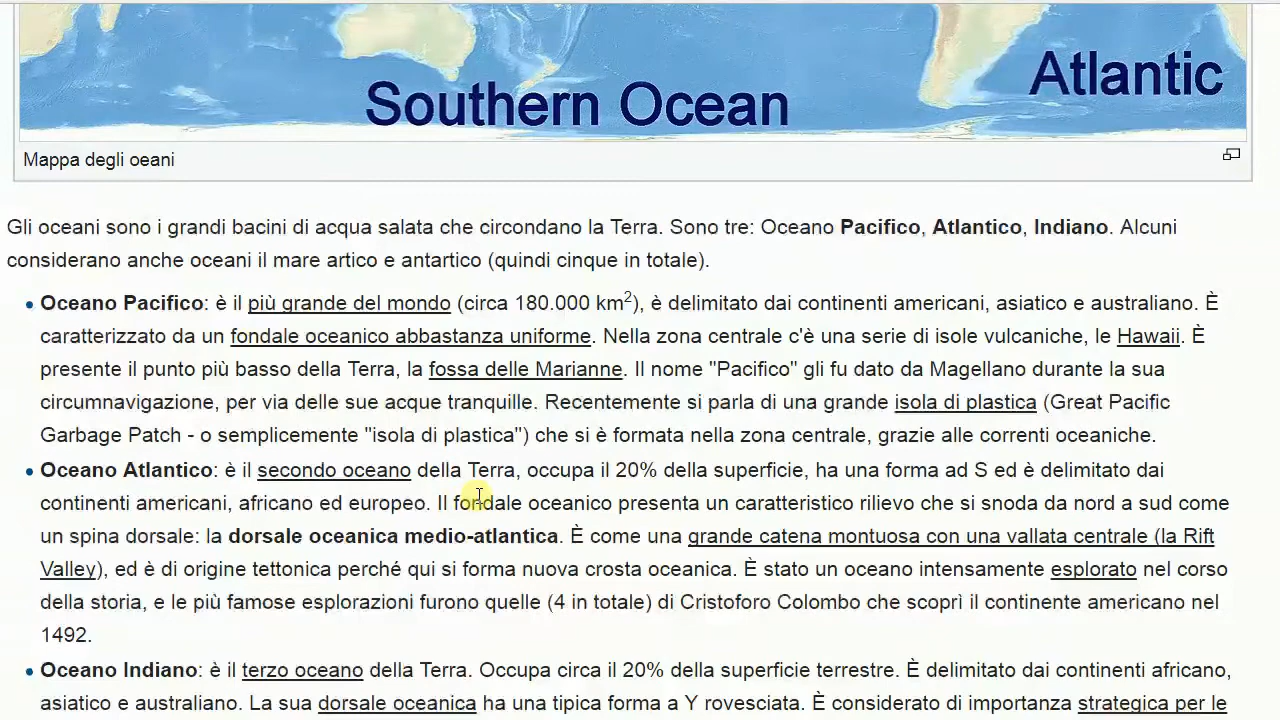 Southern Ocean
Atlantic
Mappa degli oeani
Gli oceani sono i grandi bacini di acqua salata che circondano la Terra. Sono tre: Oceano Pacifico, Atlantico, Indiano. Alcuni
considerano anche oceani il mare artico e antartico (quindi cinque in totale).
• Oceano Pacifico: è il più grande del mondo (circa 180.000 km²), è delimitato dai continenti americani, asiatico e australiano. È
caratterizzato da un fondale oceanico abbastanza uniforme. Nella zona centrale c'è una serie di isole vulcaniche, le Hawaii. È
presente il punto più basso della Terra, la fossa delle Marianne. Il nome "Pacifico" gli fu dato da Magellano durante la sua
circumnavigazione, per via delle sue acque tranquille. Recentemente si parla di una grande isola di plastica (Great Pacific
Garbage Patch - o semplicemente "isola di plastica") che si è formata nella zona centrale, grazie alle correnti oceaniche.
• Oceano Atlantico: è il secondo oceano della Terra, occupa il 20% della superficie, ha una forma ad S ed è delimitato dai
continenti americani, africano ed europeo. Il fondale oceanico presenta un caratteristico rilievo che si snoda da nord a sud come
un spina dorsale: la dorsale oceanica medio-atlantica. È come una grande catena montuosa con una vallata centrale (la Rift
Valley), ed è di origine tettonica perché qui si forma nuova crosta oceanica. È stato un oceano intensamente esplorato nel corso
della storia, e le più famose esplorazioni furono quelle (4 in totale) di Cristoforo Colombo che scoprì il continente americano nel
1492.
• Oceano Indiano: è il terzo oceano della Terra. Occupa circa il 20% della superficie terrestre. È delimitato dai continenti africano,
asiatico e australiano. La sua dorsale oceanica ha una tipica forma a Y rovesciata. È considerato di importanza strategica per le